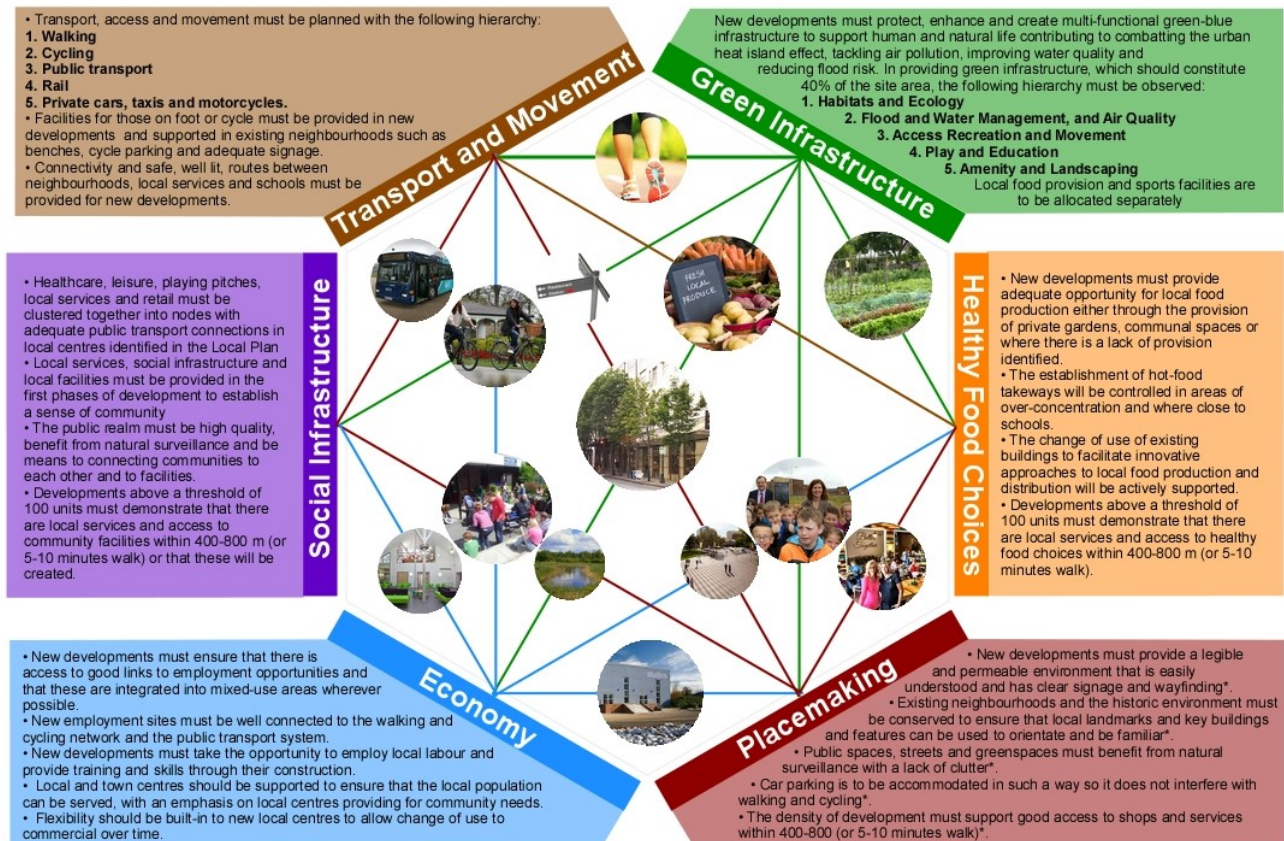 • Transport, access and movement must be planned with the following hierarchy:
1. Walking
2. Cycling
3. Public transport
4. Rail
5. Private cars, taxis and motorcycles.
• Facilities for those on foot or cycle must be provided in new
developments and supported in existing neighbourhoods such as
benches, cycle parking and adequate signage.
• Connectivity and safe, well lit, routes between
neighbourhoods, local services and schools must be
provided for new developments.
Transport and Movement
New developments must protect, enhance and create multi-functional green-blue
infrastructure to support human and natural life contributing to combatting the urban
heat island effect, tackling air pollution, improving water quality and
reducing flood risk. In providing green infrastructure, which should constitute
40% of the site area, the following hierarchy must be observed:
1. Habitats and Ecology
2. Flood and Water Management, and Air Quality
3. Access Recreation and Movement
4. Play and Education
5. Amenity and Landscaping
Local food provision and sports facilities are
to be allocated separately
Green Infrastructure
• Healthcare, leisure, playing pitches,
local services and retail must be
clustered together into nodes with
adequate public transport connections in
local centres identified in the Local Plan
• Local services, social infrastructure and
local facilities must be provided in the
first phases of development to establish
a sense of community
• The public realm must be high quality,
benefit from natural surveillance and be
means to connecting communities to
each other and to facilities.
• Developments above a threshold of
100 units must demonstrate that there
are local services and access to
community facilities within 400-800 m (or
5-10 minutes walk) or that these will be
created.
Social Infrastructure
FRESH
LOCAL
PRODUCE
Healthy Food Choices
• New developments must provide
adequate opportunity for local food
production either through the provision
of private gardens, communal spaces or
where there is a lack of provision
identified.
• The establishment of hot-food
takeways will be controlled in areas of
over-concentration and where close to
schools.
• The change of use of existing
buildings to facilitate innovative
approaches to local food production and
distribution will be actively supported.
• Developments above a threshold of
100 units must demonstrate that there
are local services and access to healthy
food choices within 400-800 m (or 5-10
minutes walk).
• New developments must ensure that there is
access to good links to employment opportunities and
that these are integrated into mixed-use areas wherever
possible.
• New employment sites must be well connected to the walking and
cycling network and the public transport system.
• New developments must take the opportunity to employ local labour and
provide training and skills through their construction.
• Local and town centres should be supported to ensure that the local population
can be served, with an emphasis on local centres providing for community needs.
• Flexibility should be built-in to new local centres to allow change of use to
commercial over time.
Economy
Placemaking
• New developments must provide a legible
and permeable environment that is easily
understood and has clear signage and wayfinding*.
• Existing neighbourhoods and the historic environment must
be conserved to ensure that local landmarks and key buildings
and features can be used to orientate and be familiar*.
• Public spaces, streets and greenspaces must benefit from natural
surveillance with a lack of clutter*.
• Car parking is to be accommodated in such a way so it does not interfere with
walking and cycling*.
• The density of development must support good access to shops and services
within 400-800 (or 5-10 minutes walk)*.